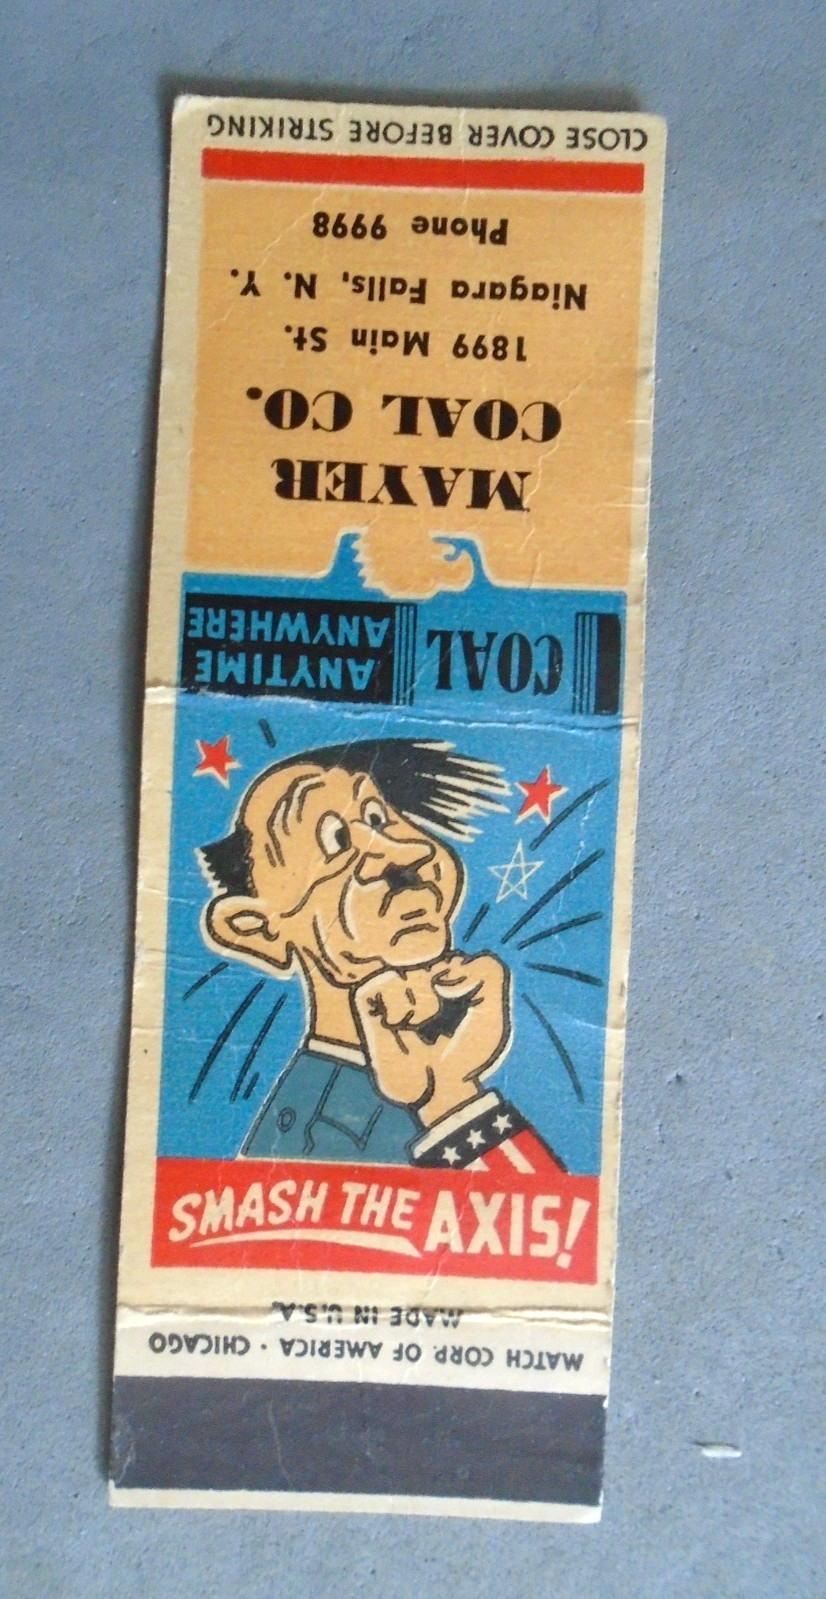 CLOSE COVER BEFORE STRIKING
MATCH CORP. OF AMERICA · CHICAGO
MADE IN U.S.A.
COAL
ANYTIME
ANYWHERE
MAYER
COAL CO.
1899 Main St.
Niagara Falls, N. Y.
Phone 9998
SMASH THE AXIS!